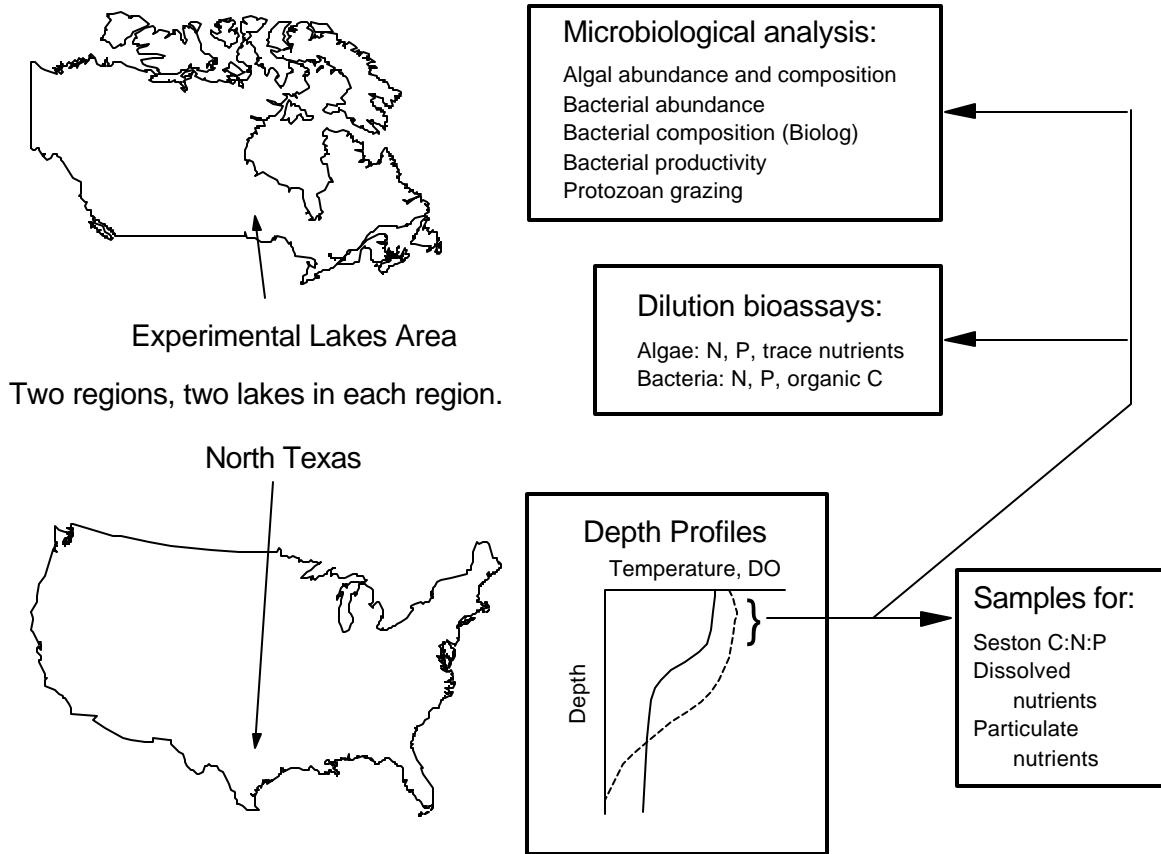 Microbiological analysis:
Algal abundance and composition
Bacterial abundance
Bacterial composition (Biolog)
Bacterial productivity
Protozoan grazing
Experimental Lakes Area
Two regions, two lakes in each region.
North Texas
Dilution bioassays:
Algae: N, P, trace nutrients
Bacteria: N, P, organic C
Depth Profiles
Temperature, DO
Depth
Samples for:
Seston C:N:P
Dissolved
nutrients
Particulate
nutrients